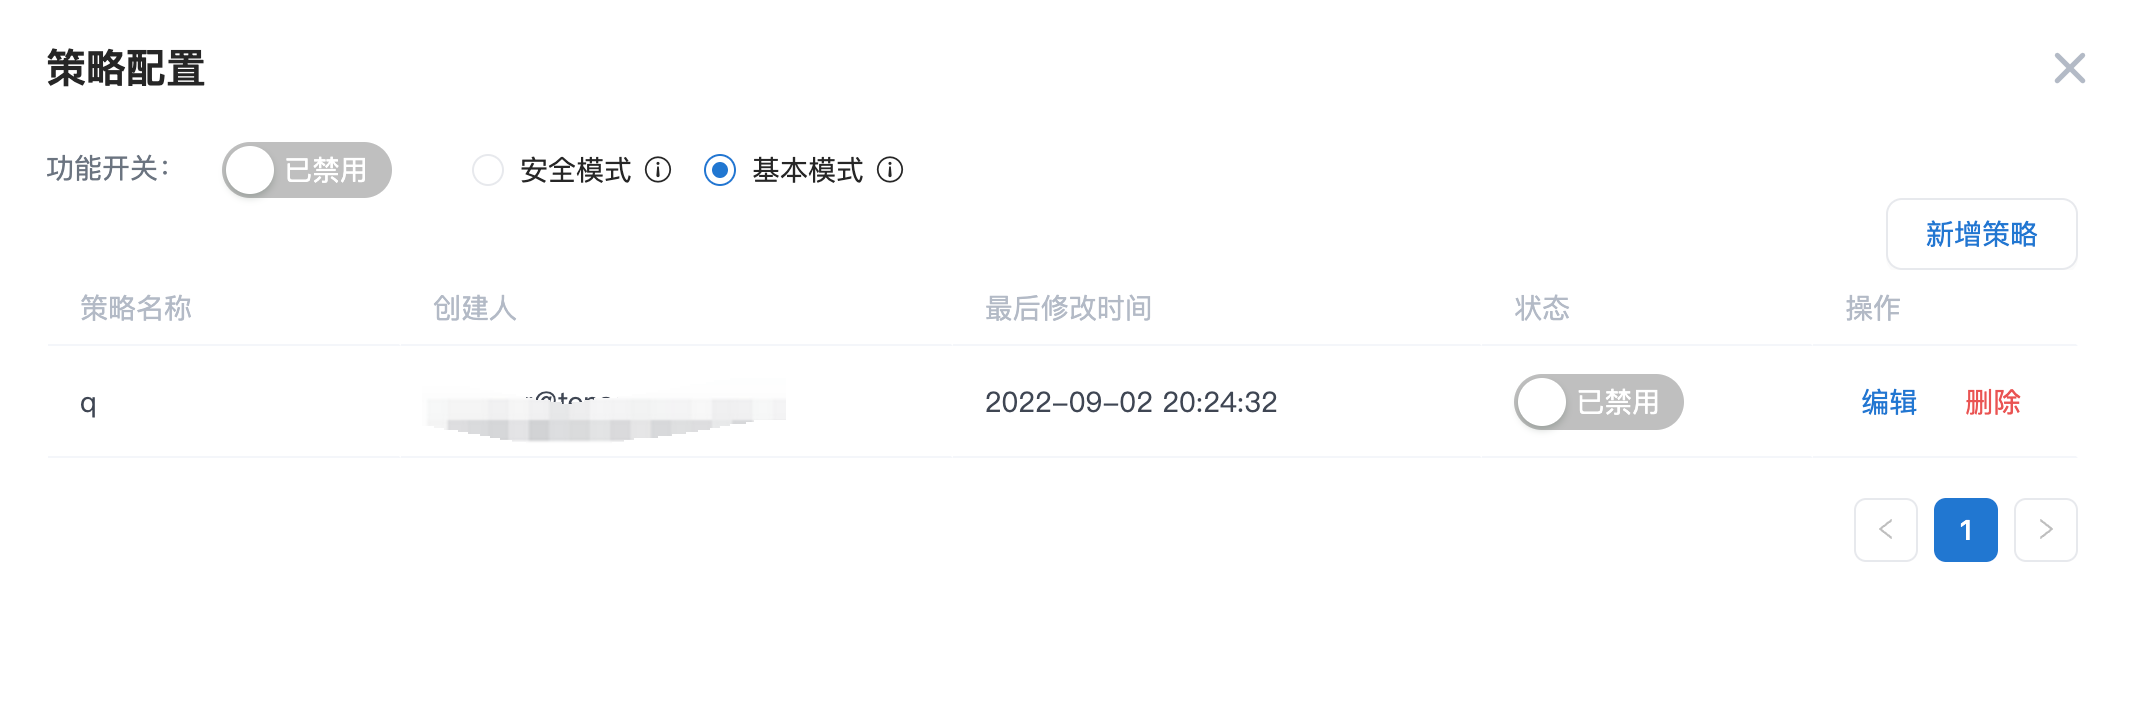 策略配置
功能开关： 已禁用 安全模式 基本模式
新增策略
策略名称 创建人 最后修改时间 状态 操作
q 2022-09-02 20:24:32 已禁用 编辑 删除
1